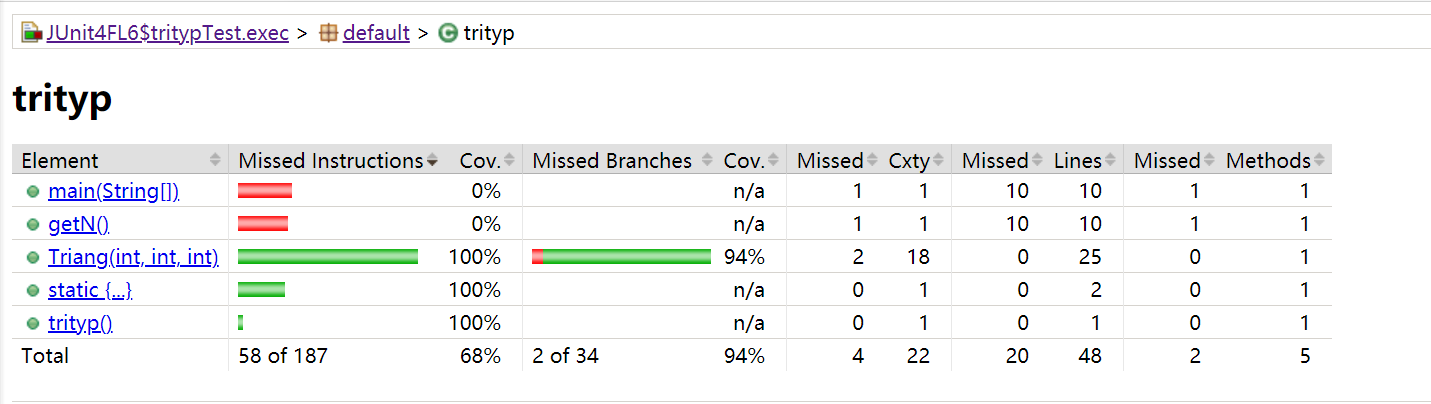 JUnit4FL6$tritypTest.exec > default > trityp
trityp
Element Missed Instructions Cov. Missed Branches Cov. Missed Cxty Missed Lines Missed Methods
main(String[]) 0% n/a 1 1 10 10 1 1
getN() 0% n/a 1 1 10 10 1 1
Triang(int, int, int) 100% 94% 2 18 0 25 0 1
static {...} 100% n/a 0 1 0 2 0 1
trityp() 100% n/a 0 1 0 1 0 1
Total 58 of 187 68% 2 of 34 94% 4 22 20 48 2 5